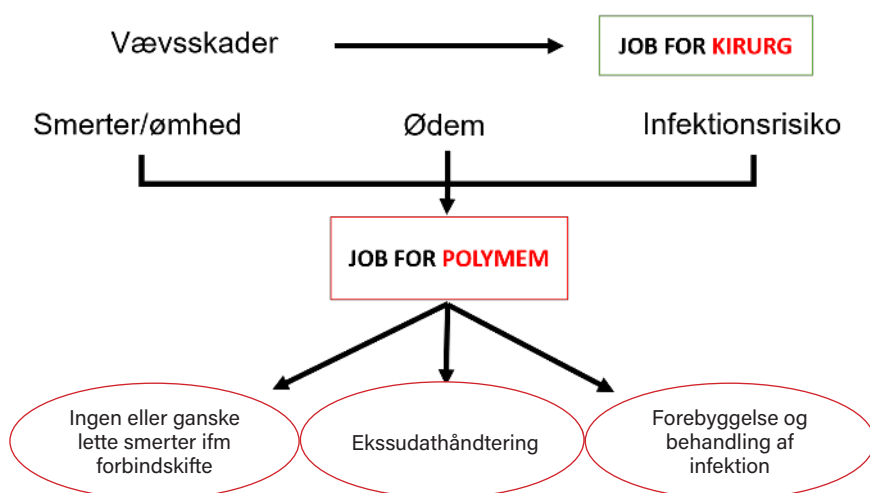 Vævsskader
JOB FOR KIRURG
Smerter/ømhed
Ødem
Infektionsrisiko
JOB FOR POLYMEM
Ingen eller ganske
lette smerter ifm
forbindskifte
Ekssudathåndtering
Forebyggelse og
behandling af
infektion